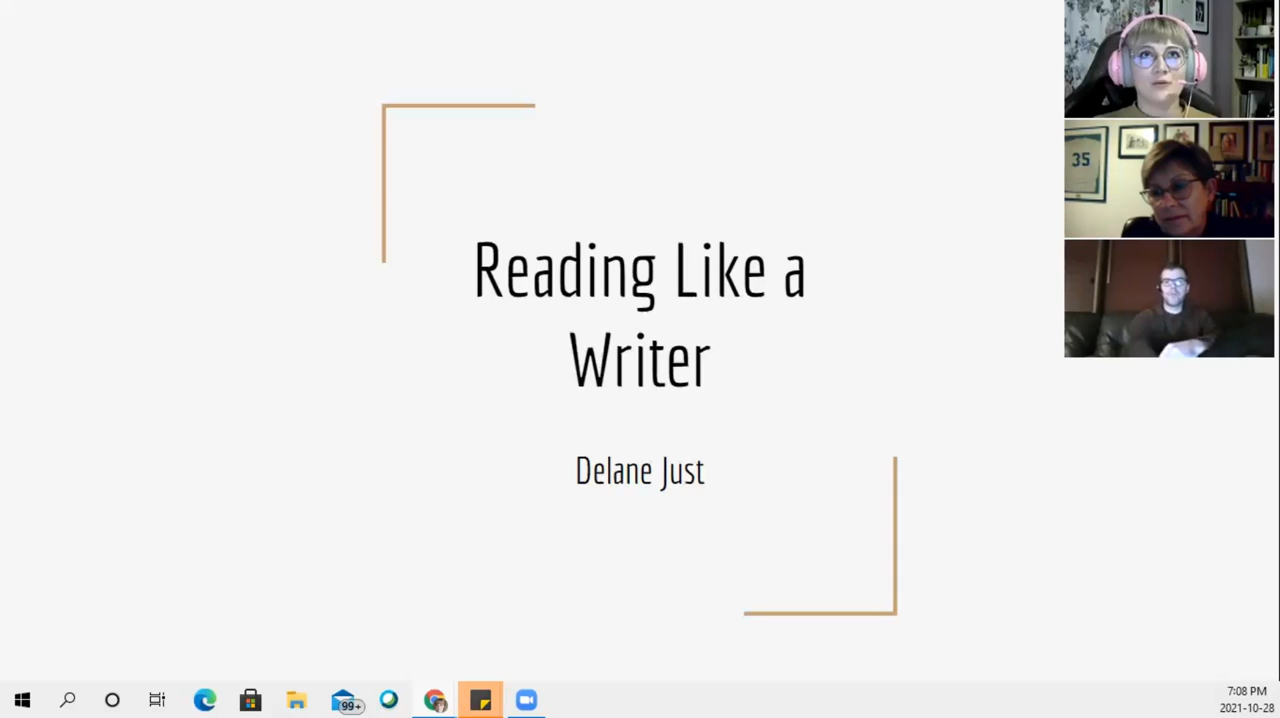 Reading Like a
Writer
Delane Just
35
99+
7:08 PM
2021-10-28